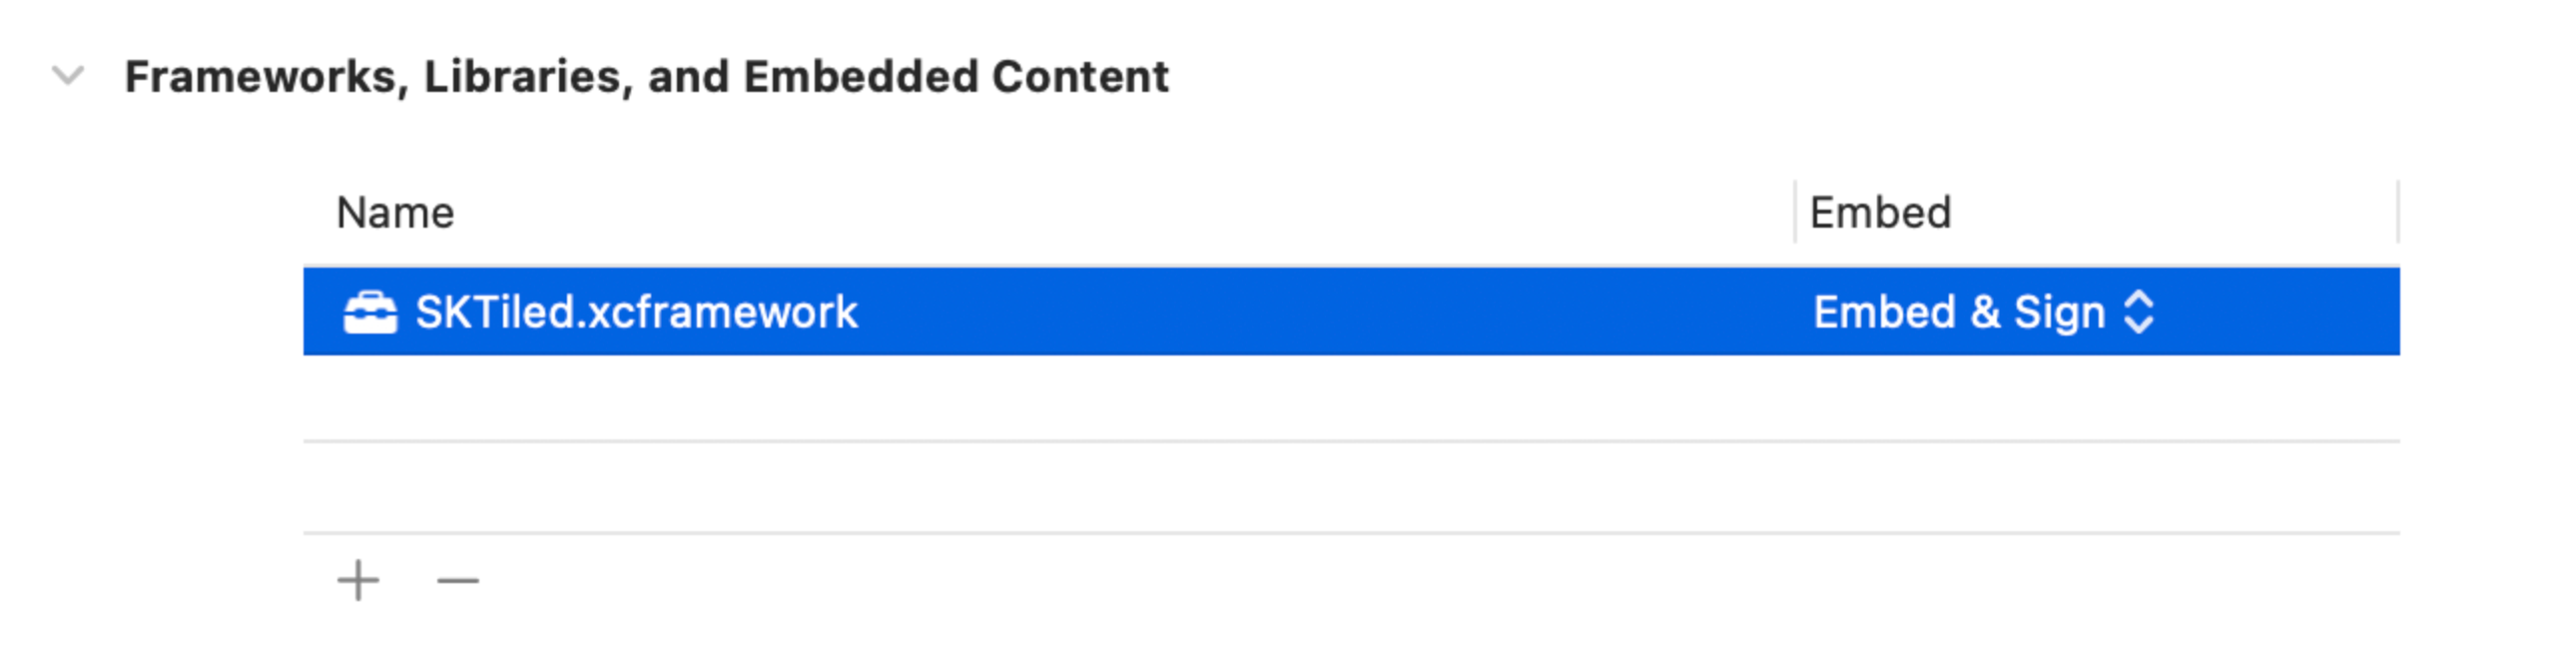 Frameworks, Libraries, and Embedded Content
Name Embed
SKTiled.xcframework Embed & Sign